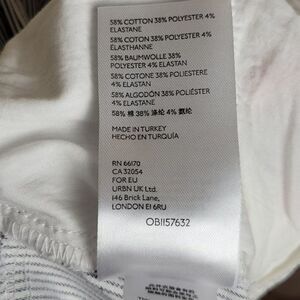 58% COTTON 38% POLYESTER 4%
ELASTANE
58% COTON 38% POLYESTER 4%
ELASTHANNE
58% BAUMWOLLE 38%
POLYESTER 4% ELASTAN
58% COTONE 38% POLIESTERE
4% ELASTAN
58% ALGODÓN 38% POLIÉSTER
4% ELASTANE
58% 棉 38% 涤纶 4% 氨纶
MADE IN TURKEY
HECHO EN TURQUÍA
RN 66170
CA 32054
FOR EU
URBN UK Ltd.
146 Brick Lane,
LONDON E1 6RU
OB1157632